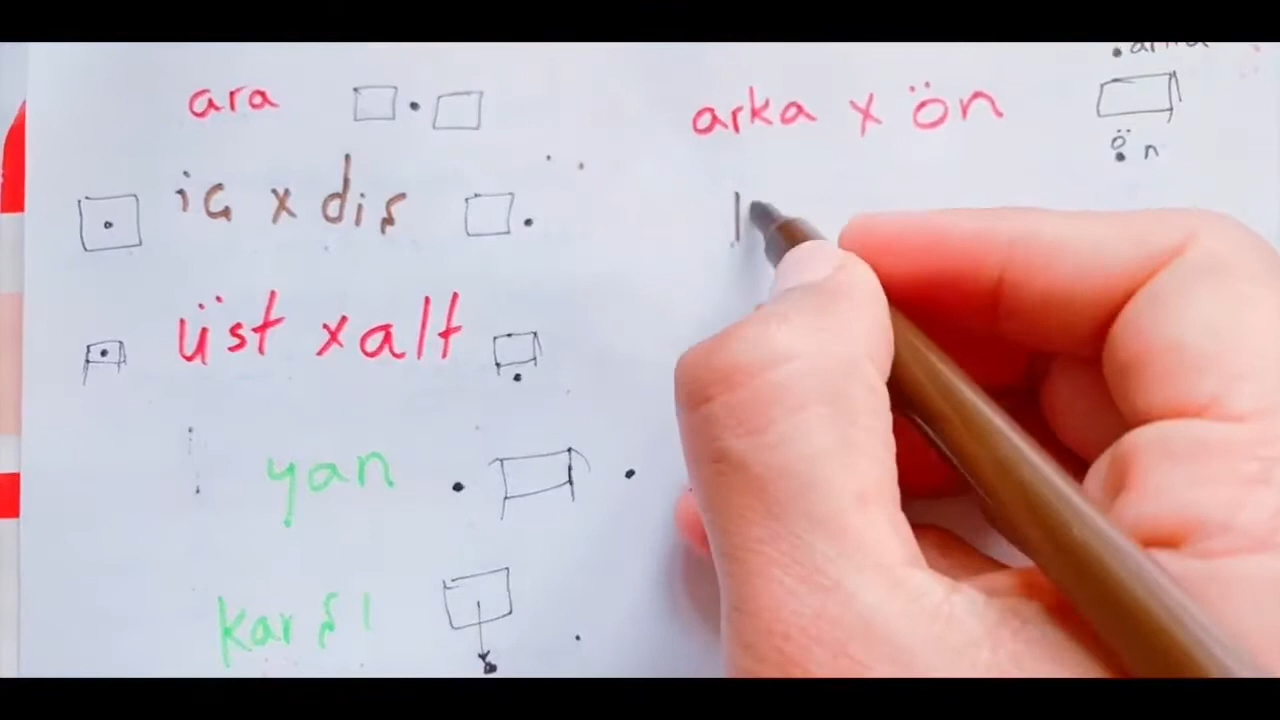 ara
iç x dış
üst x alt
yan
karşı
arka
arka x ön
ön